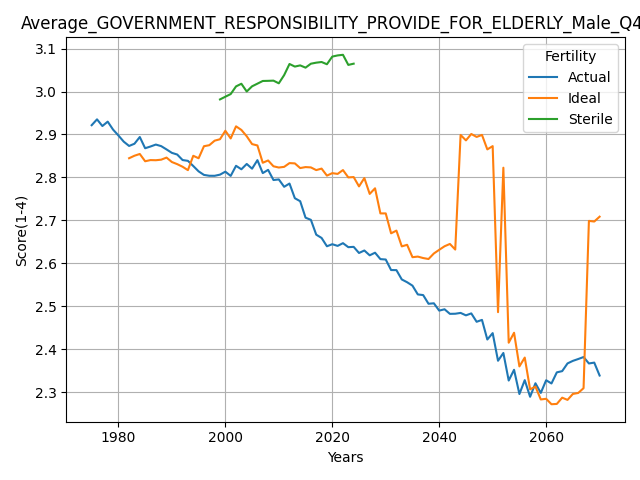 Average_GOVERNMENT_RESPONSIBILITY_PROVIDE_FOR_ELDERLY_Male_Q4
Fertility
Actual
Ideal
Sterile
Score(1-4)
3.1
3.0
2.9
2.8
2.7
2.6
2.5
2.4
2.3
1980 2000 2020 2040 2060
Years